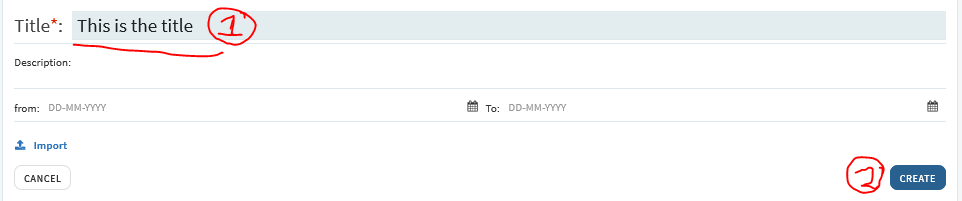 Title*: This is the title 1
Description:
from: DD-MM-YYYY To: DD-MM-YYYY
Import
CANCEL 2 CREATE